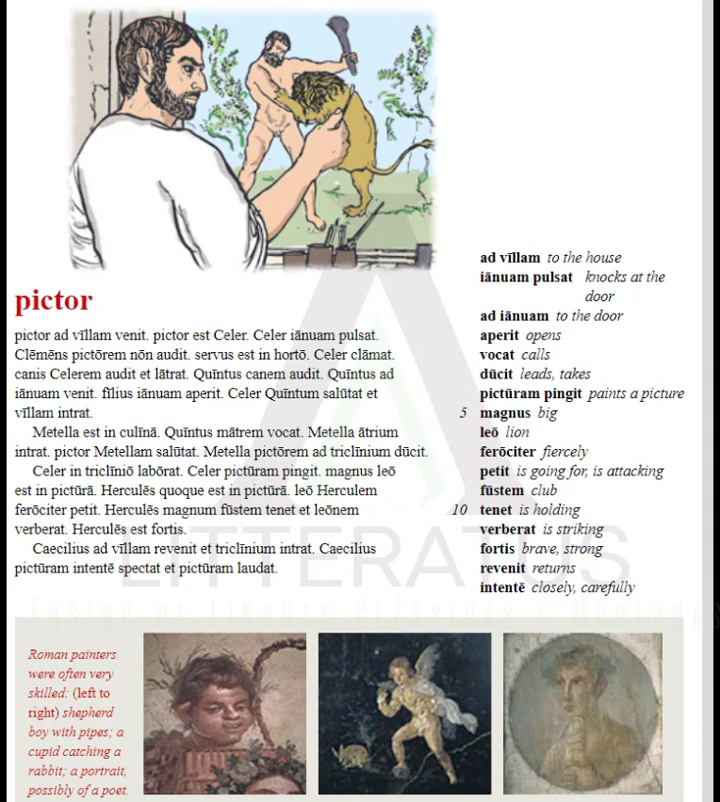 pictor
pictor ad vīllam venit. pictor est Celer. Celer iānuam pulsat.
Clēmēns pictōrem nōn audit. servus est in hortō. Celer clāmat.
canis Celerem audit et lātrat. Quīntus canem audit. Quīntus ad
iānuam venit. fīlius iānuam aperit. Celer Quīntum salūtat et
vīllam intrat.
5
Metella est in culīnā. Quīntus mātrem vocat. Metella ātrium
intrat. pictor Metellam salūtat. Metella pictōrem ad triclīnium dūcit.
Celer in triclīniō labōrat. Celer pictūram pingit. magnus leō
est in pictūrā. Herculēs quoque est in pictūrā. leō Herculem
ferōciter petit. Herculēs magnum fūstem tenet et leōnem
10
verberat. Herculēs est fortis.
Caecilius ad vīllam revenit et triclīnium intrat. Caecilius
pictūram intentē spectat et pictūram laudat.
ad vīllam to the house
iānuam pulsat knocks at the
door
ad iānuam to the door
aperit opens
vocat calls
dūcit leads, takes
pictūram pingit paints a picture
magnus big
leō lion
ferōciter fiercely
petit is going for, is attacking
fūstem club
tenet is holding
verberat is striking
fortis brave, strong
revenit returns
intentē closely, carefully
LITTERATUS
Roman painters
were often very
skilled: (left to
right) shepherd
boy with pipes; a
cupid catching a
rabbit; a portrait,
possibly of a poet.